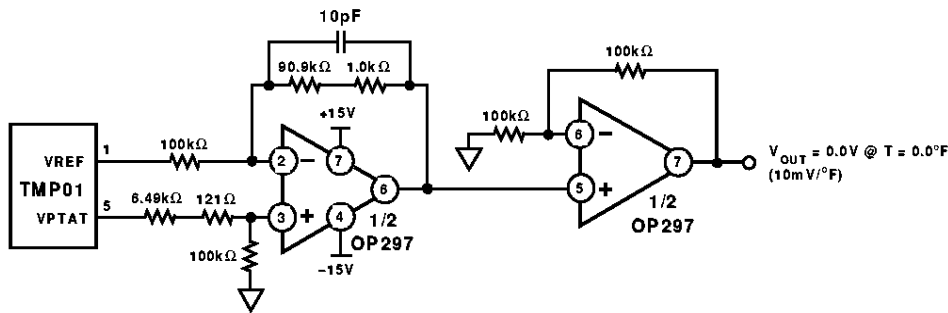 10pF
90.9kΩ 1.0kΩ
100kΩ
+15V
100kΩ
1
VREF
100kΩ
2
−
7
6
−
7
VOUT = 0.0V @ T = 0.0°F
(10mV/°F)
TMP01
6
5
+
VPTAT
5
6.49kΩ 121Ω
3
+
4
1/2
OP297
1/2
OP297
100kΩ
−15V